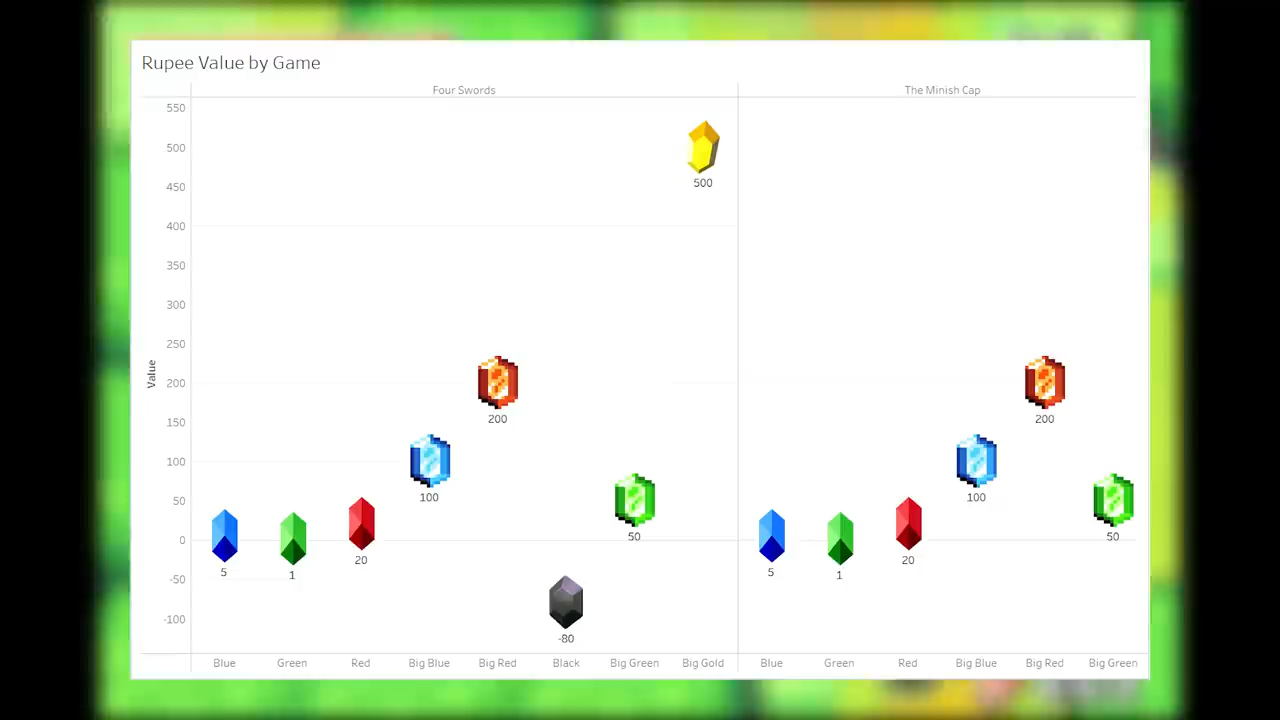 Rupee Value by Game
Four Swords
The Minish Cap
550
500
450
400
350
300
250
200
150
100
50
0
-50
-100
Value
500
200
100
50
5
1
20
-80
200
100
50
5
1
20
Blue
Green
Red
Big Blue
Big Red
Black
Big Green
Big Gold
Blue
Green
Red
Big Blue
Big Red
Big Green